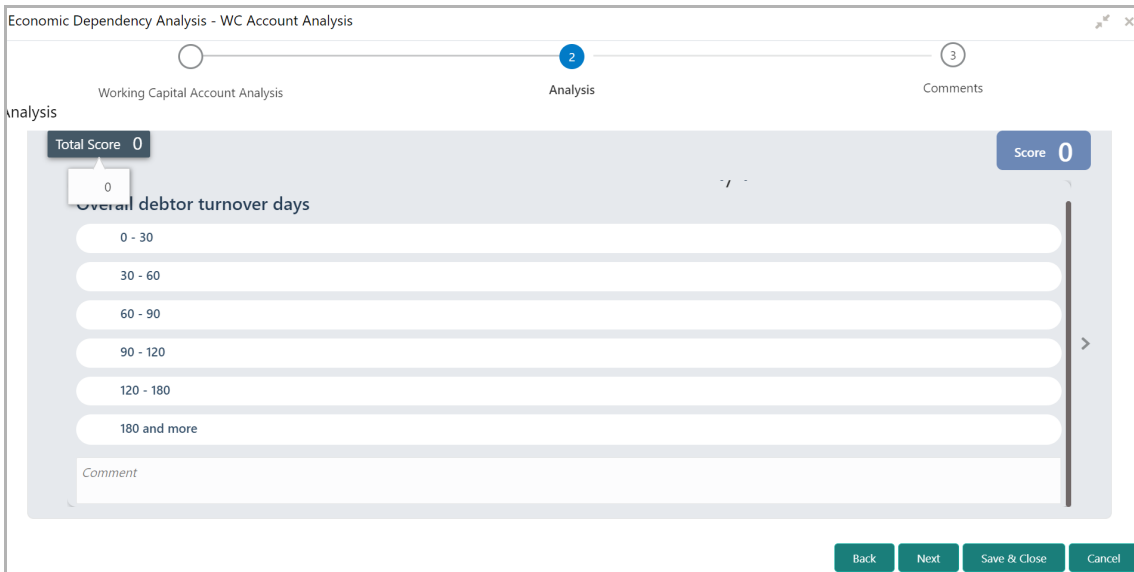 Economic Dependency Analysis - WC Account Analysis
2
3
Working Capital Account Analysis
Analysis
Comments
nalysis
Total Score 0
Score 0
0
Overall debtor turnover days
0 - 30
30 - 60
60 - 90
90 - 120
120 - 180
180 and more
Comment
Back Next Save & Close Cancel